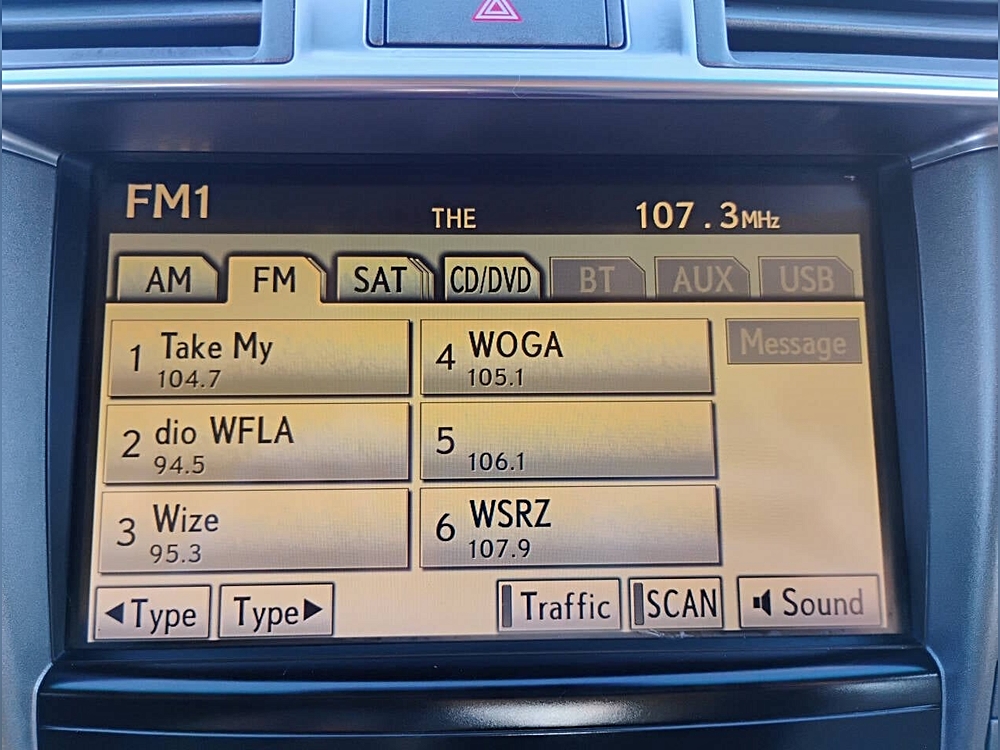 FM1 THE 107.3MHz
AM FM SAT CD/DVD BT AUX USB
1 Take My 4 WOGA Message
104.7 105.1
2 dio WFLA 5
94.5 106.1
3 Wize 6 WSRZ
95.3 107.9
◀Type Type▶ Traffic SCAN Sound